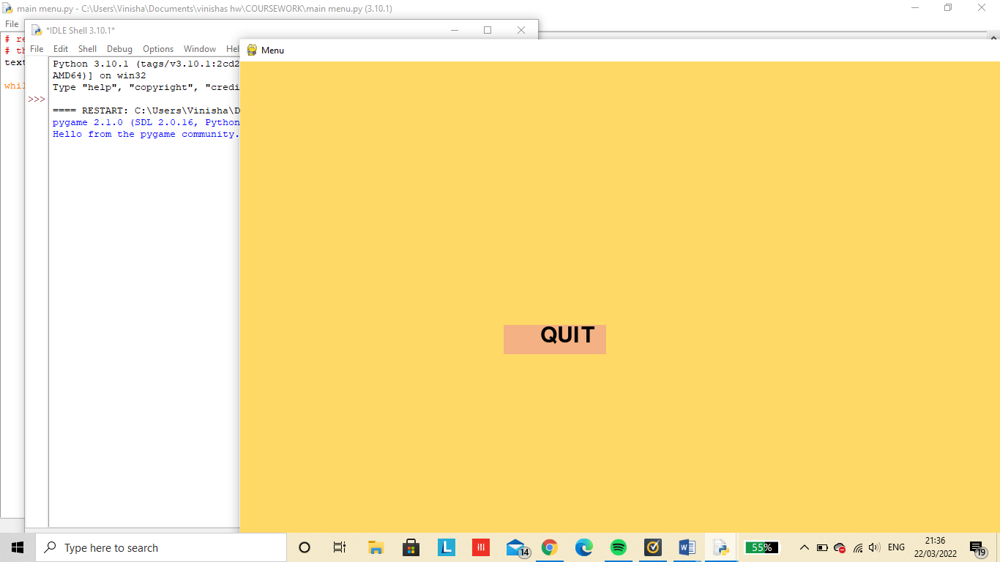 main menu.py - C:\Users\Vinisha\Documents\vinishas hw\COURSEWORK\main menu.py (3.10.1)
File
*IDLE Shell 3.10.1*
File Edit Shell Debug Options Window Hel
Menu
# re
# th
text
whil
Python 3.10.1 (tags/v3.10.1:2cd2
AMD64)] on win32
Type "help", "copyright", "credi
>>>
==== RESTART: C:\Users\Vinisha\D
pygame 2.1.0 (SDL 2.0.16, Python
Hello from the pygame community.
QUIT
Type here to search
L
14
55%
ENG
21:36
22/03/2022
19